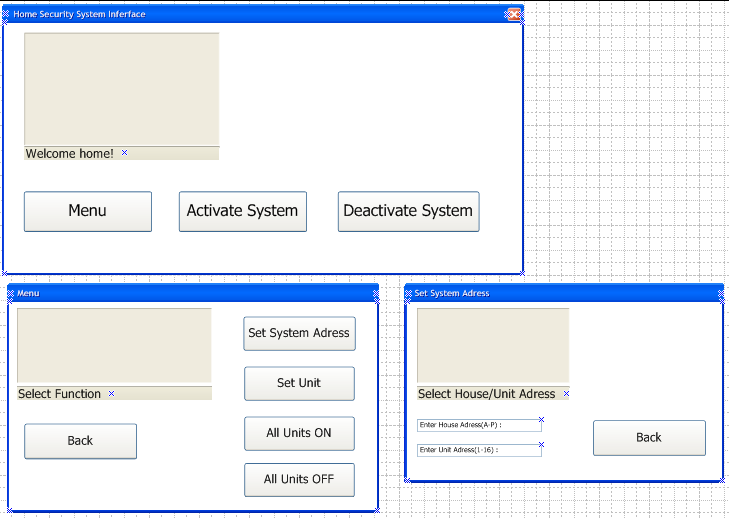 Home Security System Inferface
Welcome home!
Menu
Activate System
Deactivate System
Menu
Select Function
Back
Set System Adress
Set Unit
All Units ON
All Units OFF
Set System Adress
Select House/Unit Adress
Enter House Adress(A-P) :
Enter Unit Adress(1-16) :
Back